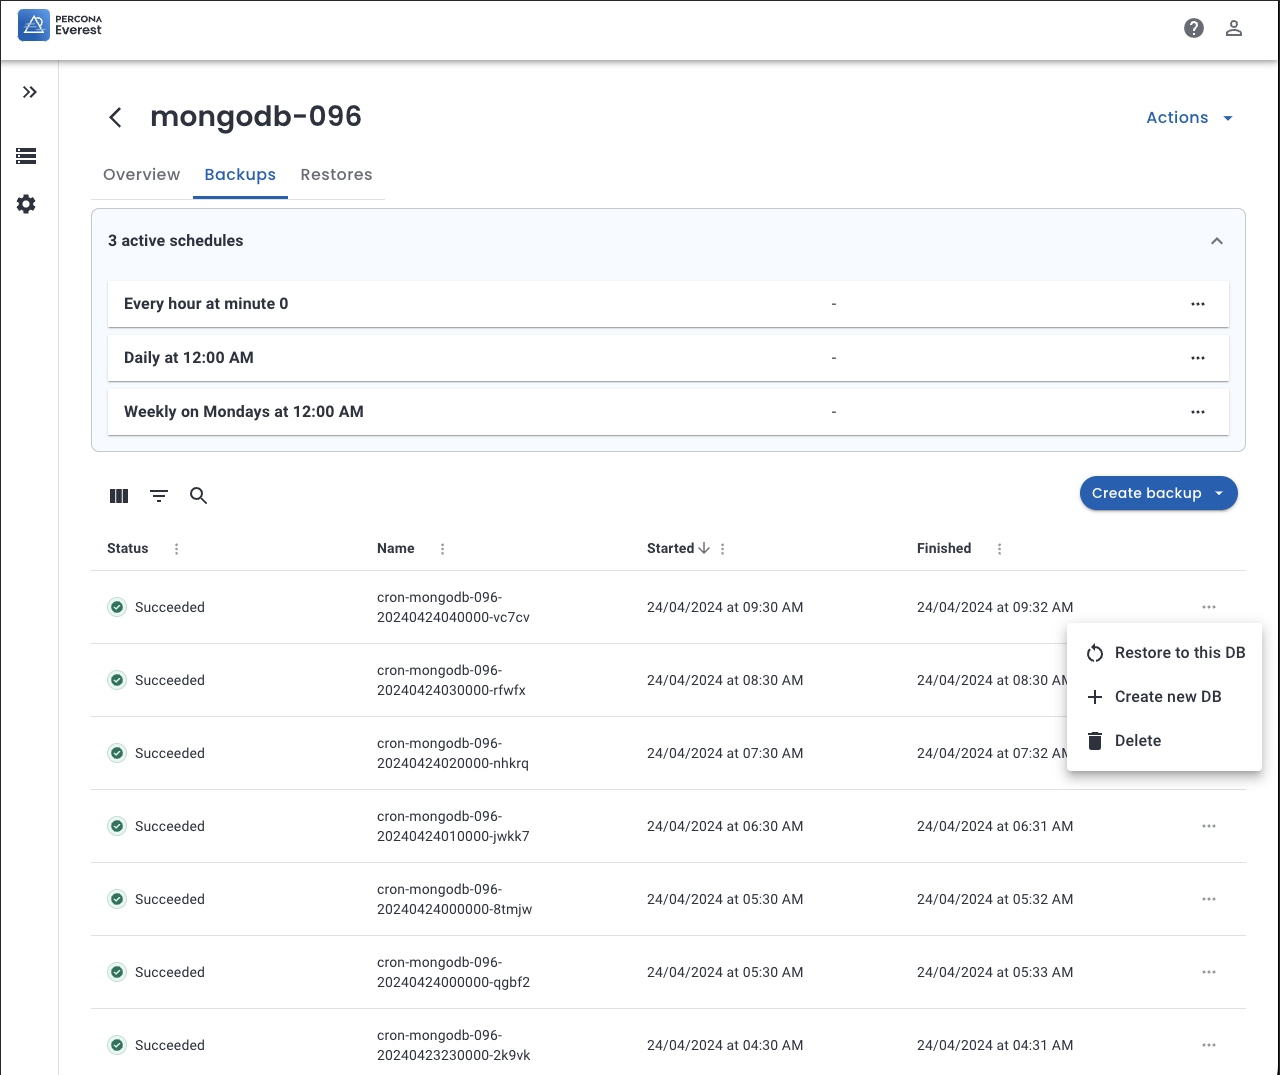 PERCONA
Everest
mongodb-096
Actions
Overview Backups Restores
3 active schedules
Every hour at minute 0 -
Daily at 12:00 AM -
Weekly on Mondays at 12:00 AM -
Create backup
Status Name Started Finished
Succeeded cron-mongodb-096-20240424040000-vc7cv 24/04/2024 at 09:30 AM 24/04/2024 at 09:32 AM
Restore to this DB
Create new DB
Delete
Succeeded cron-mongodb-096-20240424030000-rfwfx 24/04/2024 at 08:30 AM 24/04/2024 at 08:30 AM
Succeeded cron-mongodb-096-20240424020000-nhkrq 24/04/2024 at 07:30 AM 24/04/2024 at 07:32 AM
Succeeded cron-mongodb-096-20240424010000-jwkk7 24/04/2024 at 06:30 AM 24/04/2024 at 06:31 AM
Succeeded cron-mongodb-096-20240424000000-8tmjw 24/04/2024 at 05:30 AM 24/04/2024 at 05:32 AM
Succeeded cron-mongodb-096-20240424000000-qgbf2 24/04/2024 at 05:30 AM 24/04/2024 at 05:33 AM
Succeeded cron-mongodb-096-20240423230000-2k9vk 24/04/2024 at 04:30 AM 24/04/2024 at 04:31 AM